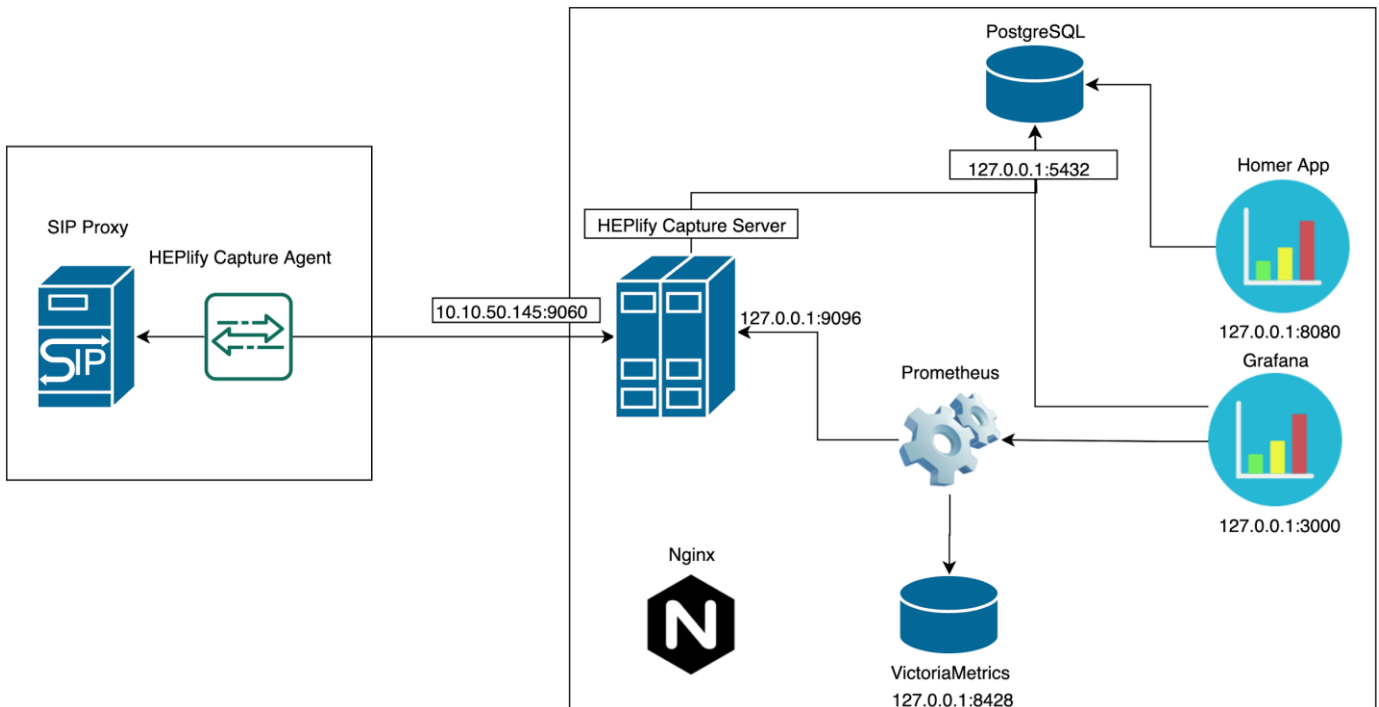 PostgreSQL
127.0.0.1:5432
Homer App
127.0.0.1:8080
SIP Proxy
SIP
HEPlify Capture Agent
10.10.50.145:9060
HEPlify Capture Server
127.0.0.1:9096
Prometheus
Grafana
127.0.0.1:3000
Nginx
N
VictoriaMetrics
127.0.0.1:8428